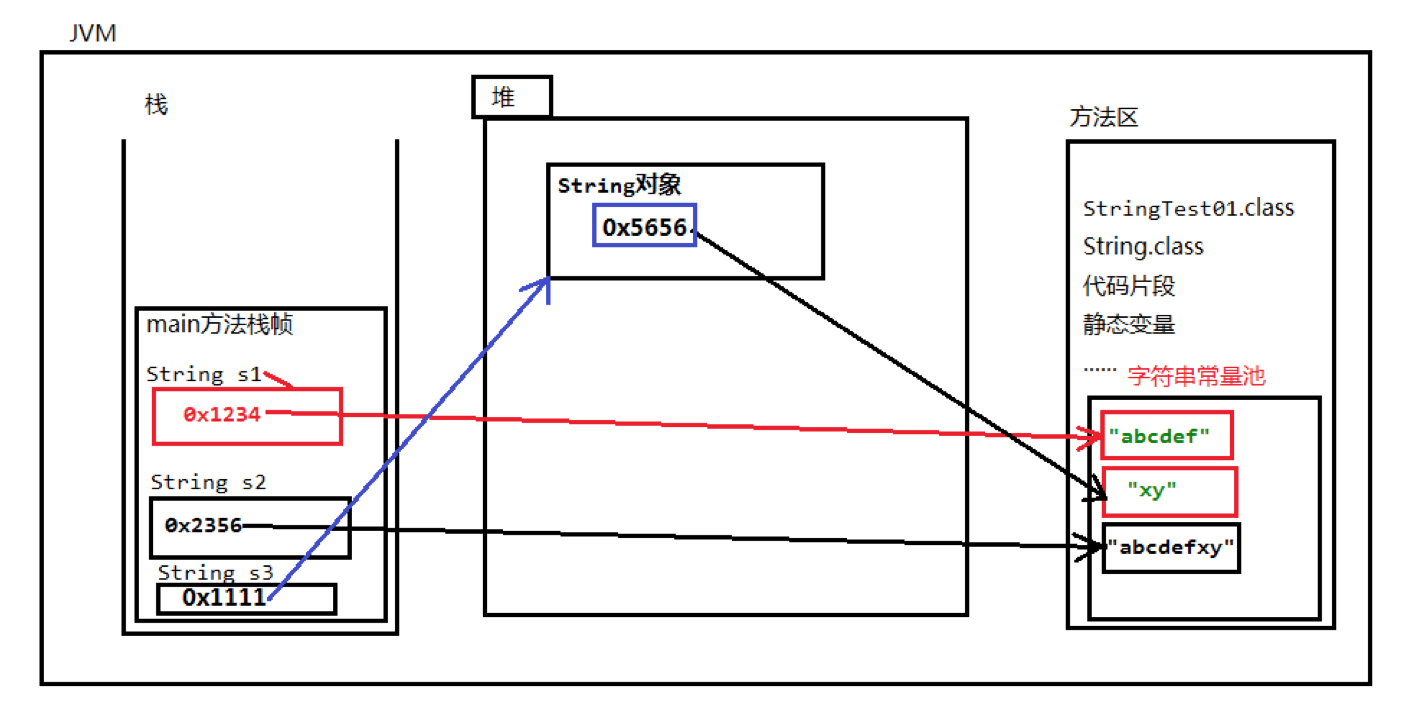 JVM
栈
main方法栈帧
String s1
0x1234
String s2
0x2356
String s3
0x1111
堆
String对象
0x5656
方法区
StringTest01.class
String.class
代码片段
静态变量
......
字符串常量池
"abcdef"
"xy"
"abcdefxy"